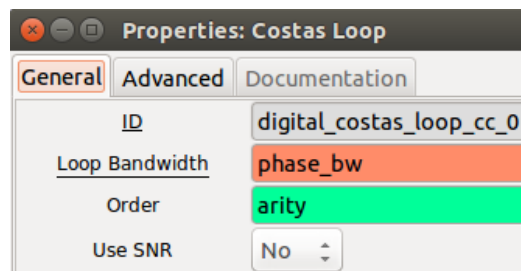 Properties: Costas Loop
General Advanced Documentation
ID digital_costas_loop_cc_0
Loop Bandwidth phase_bw
Order arity
Use SNR No